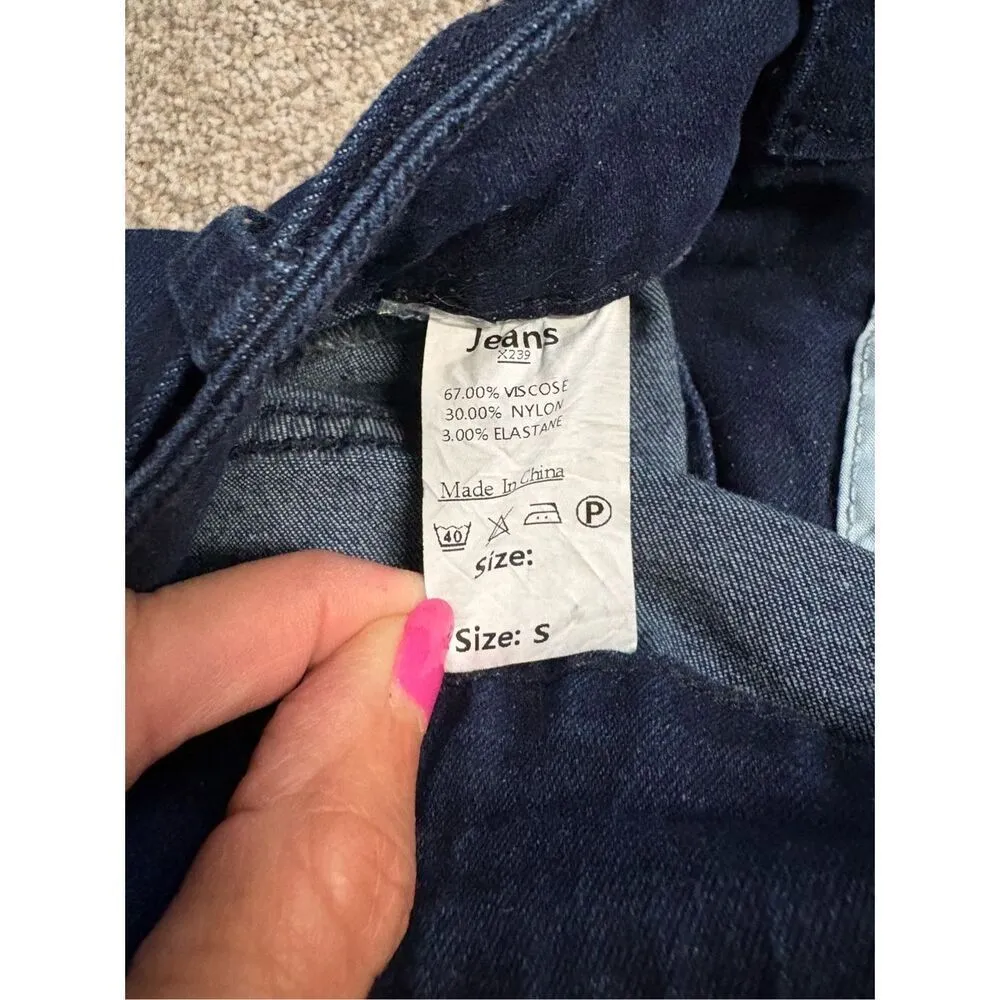 Jeans
X239
67.00% VISCOSE
30.00% NYLON
3.00% ELASTANE
Made In China
40 P
Size:
Size: S